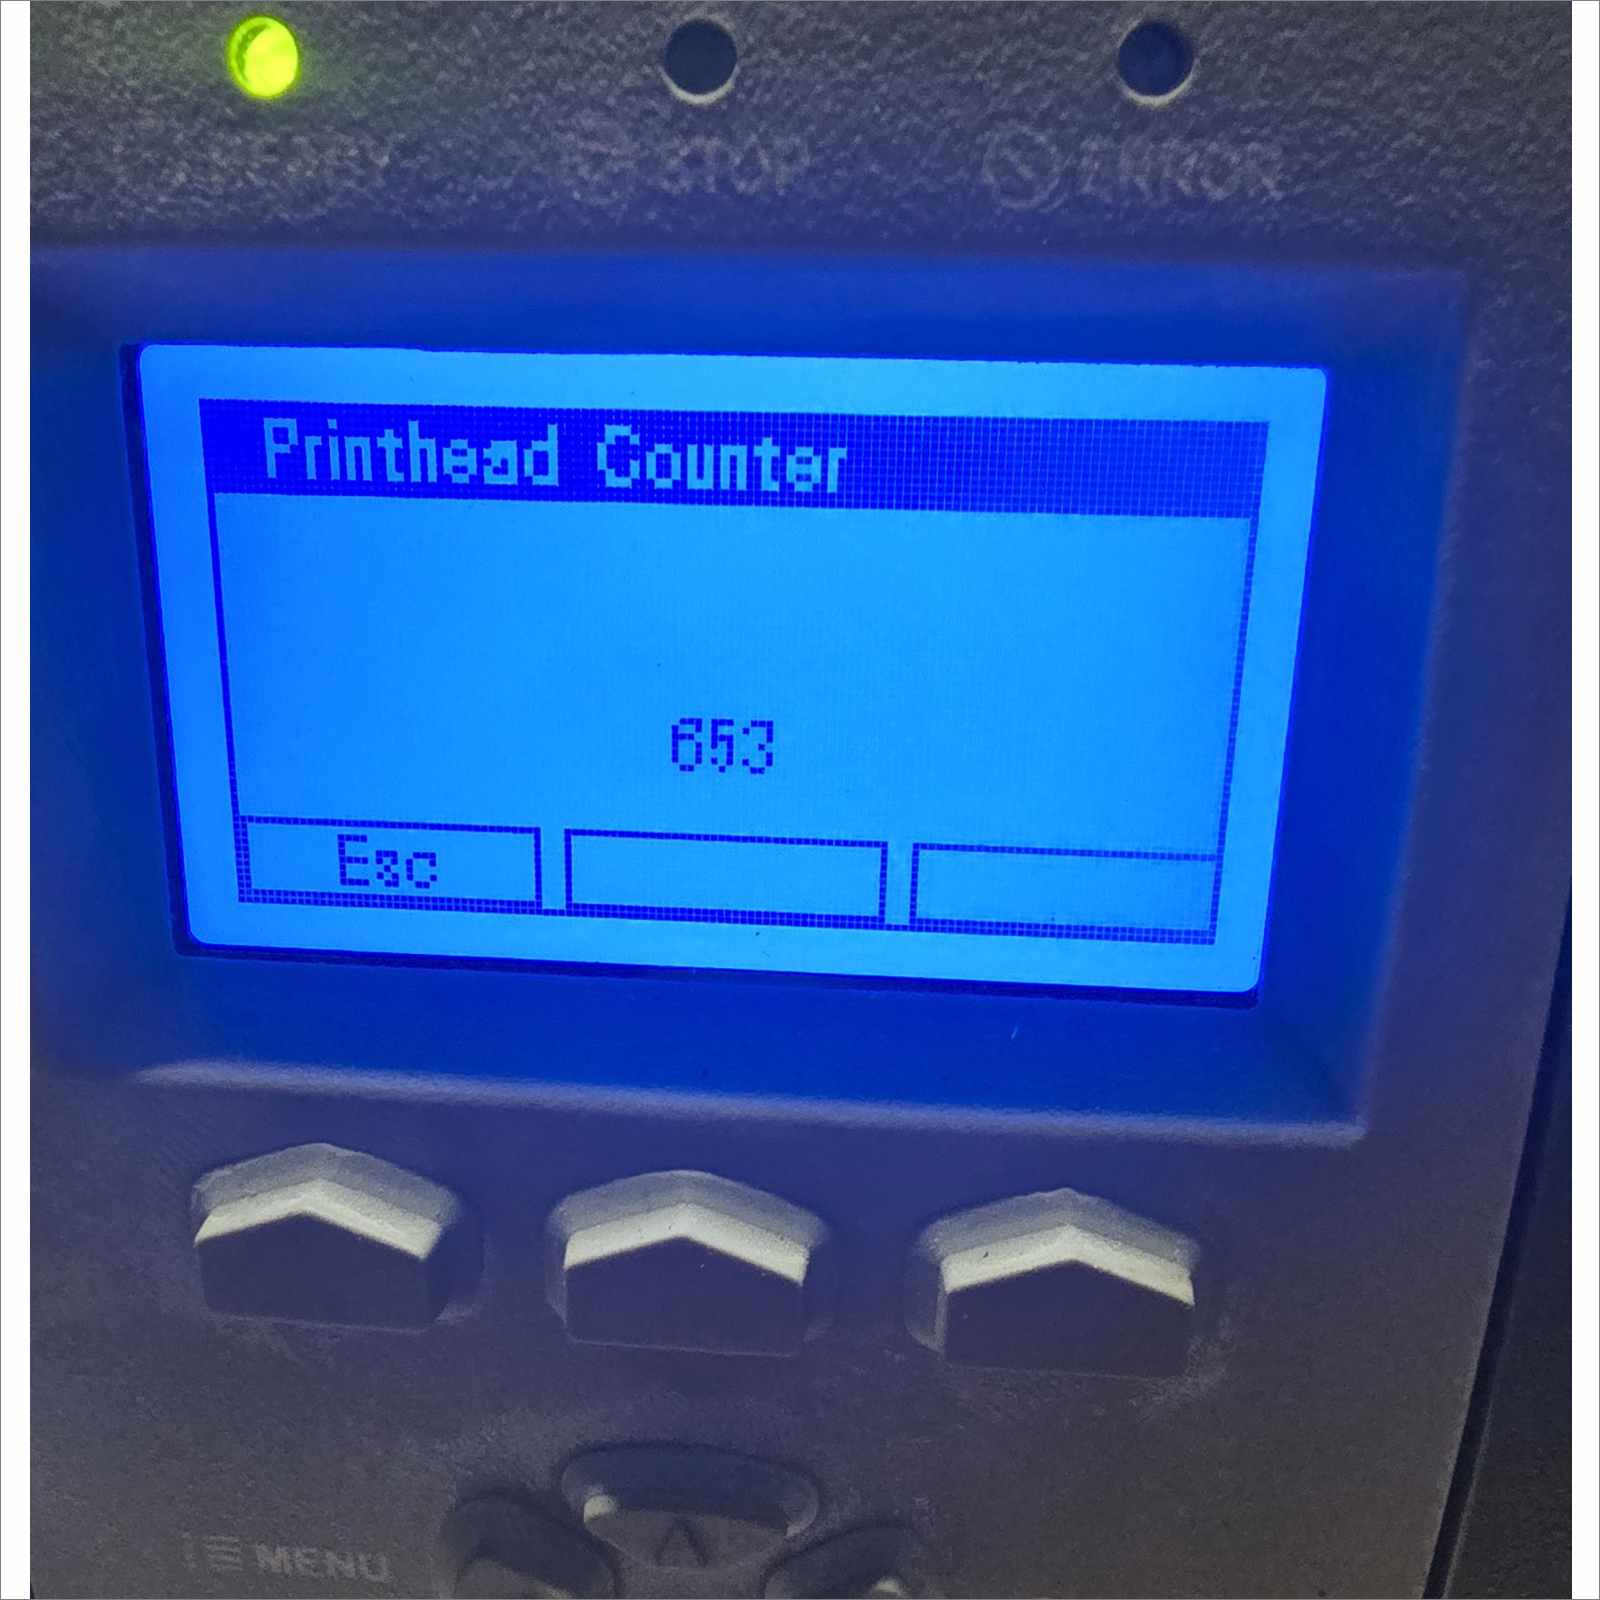 STOP ERROR
Printhead Counter
653
Esc
MENU